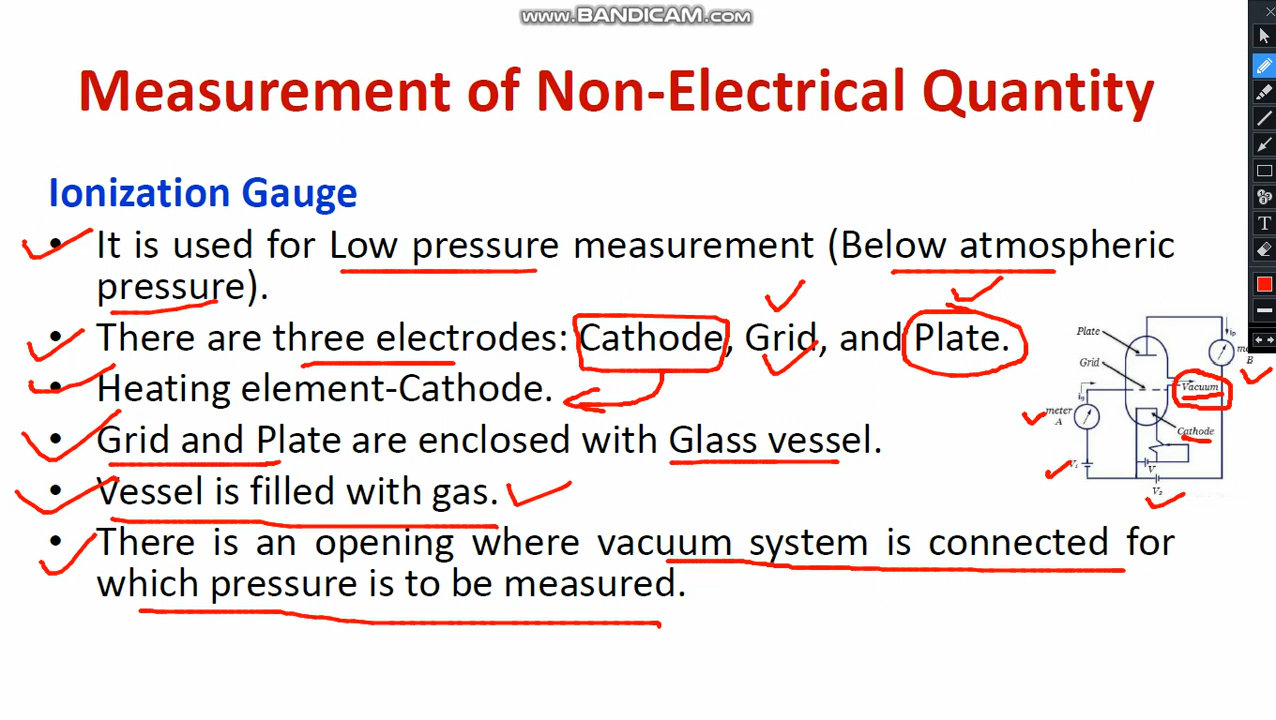 www.BANDICAM.com
Measurement of Non-Electrical Quantity
Ionization Gauge
• It is used for Low pressure measurement (Below atmospheric
pressure).
• There are three electrodes: Cathode, Grid, and Plate.
• Heating element-Cathode.
• Grid and Plate are enclosed with Glass vessel.
• Vessel is filled with gas.
• There is an opening where vacuum system is connected for
which pressure is to be measured.
Plate
Grid
Vacuum
B
meter
A
Cathode
V₁
V
V₂
T